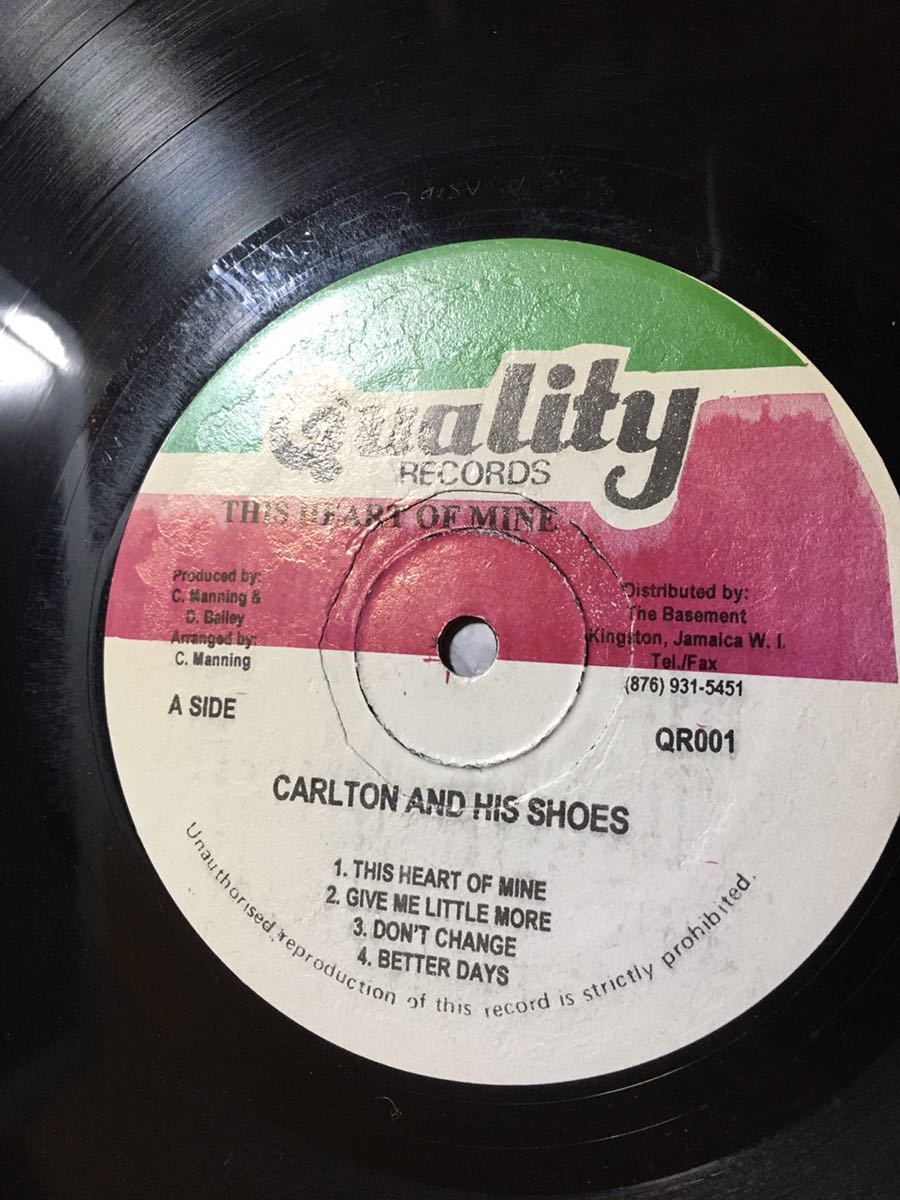 Quality
RECORDS
THIS HEART OF MINE
Produced by:
C. Manning &
D. Bailey
Arranged by:
C. Manning
A SIDE
Distributed by:
The Basement
Kingston, Jamaica W. I.
Tel./Fax
(876) 931-5451
QR001
CARLTON AND HIS SHOES
1. THIS HEART OF MINE
2. GIVE ME LITTLE MORE
3. DON'T CHANGE
4. BETTER DAYS
Unauthorised reproduction of this record is strictly prohibited.